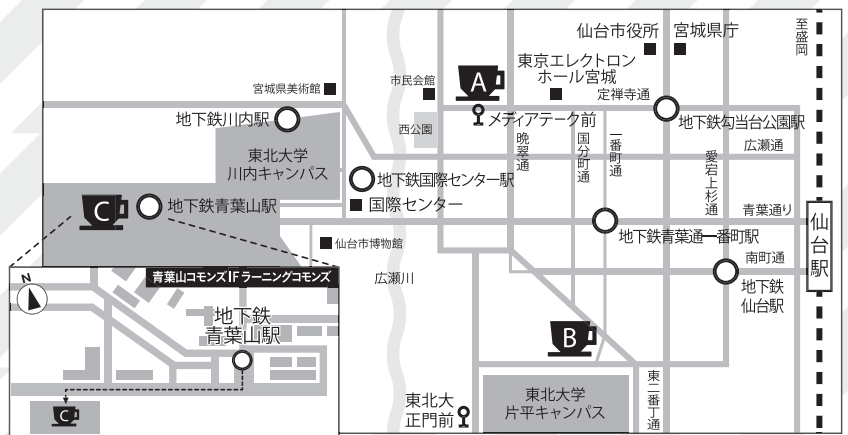 仙台市役所
宮城県庁
至盛岡
東京エレクトロン
ホール宮城
定禅寺通
宮城県美術館
市民会館
A
メディアテーク前
地下鉄川内駅
西公園
地下鉄勾当台公園駅
東北大学
川内キャンパス
晩翠通
国分町通
一番町通
広瀬通
愛宕上杉通
地下鉄国際センター駅
国際センター
C
地下鉄青葉山駅
青葉通り
仙台駅
地下鉄青葉通一番町駅
仙台市博物館
南町通
広瀬川
地下鉄
仙台駅
青葉山コモンズ1F ラーニングコモンズ
N
地下鉄
青葉山駅
B
C
東北大
正門前
東北大学
片平キャンパス
東二番丁通